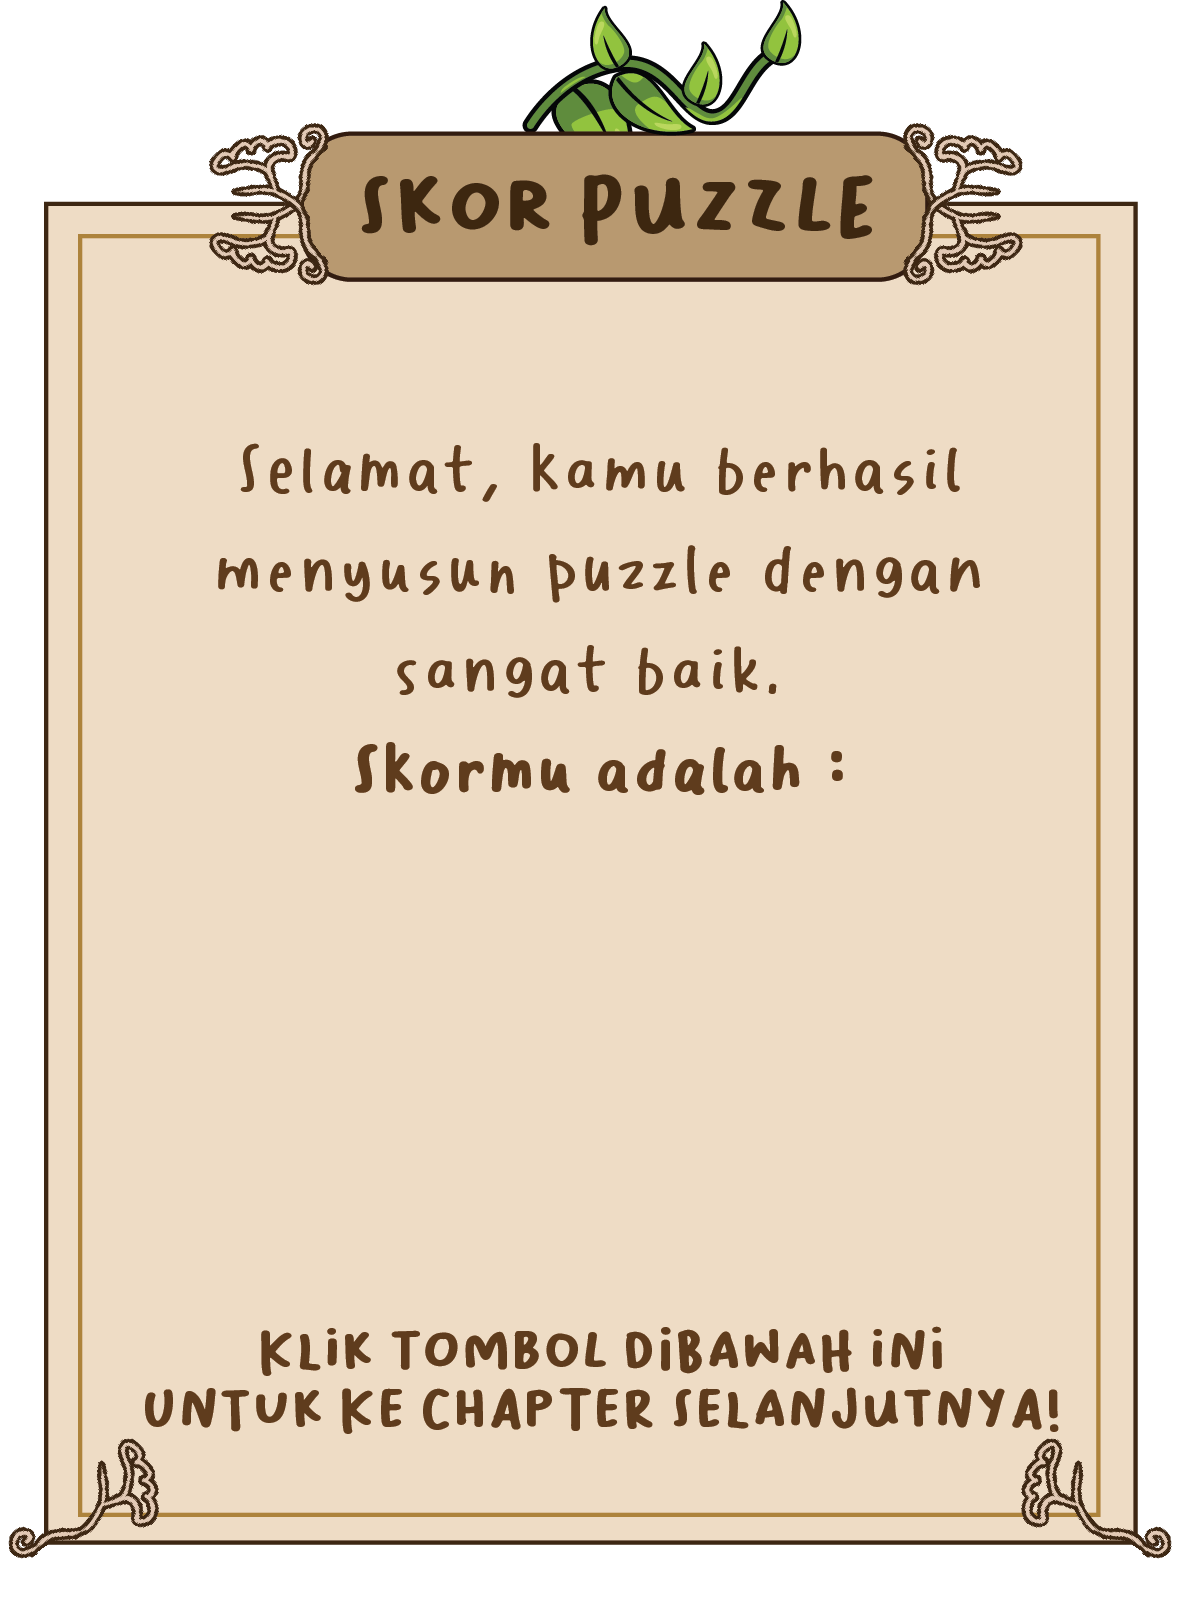 SKOR PUZZLE
Selamat, kamu berhasil
menyusun puzzle dengan
sangat baik.
Skormu adalah :
KLiK TOMBOL DiBAWAH iNi
UNTUK KE CHAPTER SELANJUTNYA!